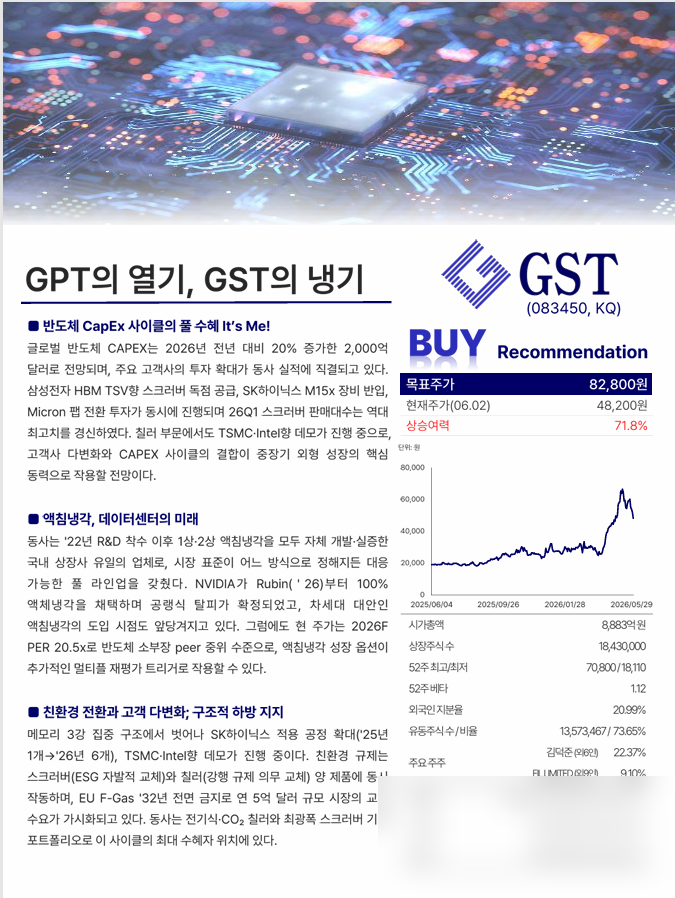 GPT의 열기, GST의 냉기
■ 반도체 CapEx 사이클의 풀 수혜 It's Me!
글로벌 반도체 CAPEX는 2026년 전년 대비 20% 증가한 2,000억
달러로 전망되며, 주요 고객사의 투자 확대가 동사 실적에 직결되고 있다.
삼성전자 HBM TSV향 스크러버 독점 공급, SK하이닉스 M15x 장비 반입,
Micron 팹 전환 투자가 동시에 진행되며 26Q1 스크러버 판매대수는 역대
최고치를 경신하였다. 칠러 부문에서도 TSMC·Intel향 데모가 진행 중으로,
고객사 다변화와 CAPEX 사이클의 결합이 중장기 외형 성장의 핵심
동력으로 작용할 전망이다.
■ 액침냉각, 데이터센터의 미래
동사는 '22년 R&D 착수 이후 1상·2상 액침냉각을 모두 자체 개발·실증한
국내 상장사 유일의 업체로, 시장 표준이 어느 방식으로 정해지든 대응
가능한 풀 라인업을 갖췄다. NVIDIA가 Rubin( ' 26)부터 100%
액체냉각을 채택하며 공랭식 탈피가 확정되었고, 차세대 대안인
액침냉각의 도입 시점도 앞당겨지고 있다. 그럼에도 현 주가는 2026F
PER 20.5x로 반도체 소부장 peer 중위 수준으로, 액침냉각 성장 옵션이
추가적인 멀티플 재평가 트리거로 작용할 수 있다.
■ 친환경 전환과 고객 다변화; 구조적 하방 지지
메모리 3강 집중 구조에서 벗어나 SK하이닉스 적용 공정 확대('25년
1개→'26년 6개), TSMC·Intel향 데모가 진행 중이다. 친환경 규제는
스크러버(ESG 자발적 교체)와 칠러(강행 규제 의무 교체) 양 제품에
작동하며, EU F-Gas '32년 전면 금지로 연 5억 달러 규모 시장의
수요가 가시화되고 있다. 동사는 전기식·CO₂ 칠러와 최광폭 스크러버
포트폴리오로 이 사이클의 최대 수혜자 위치에 있다.
GST
(083450, KQ)
BUY Recommendation
목표주가 82,800원
현재주가(06.02) 48,200원
상승여력 71.8%
단위: 원
80,000
60,000
40,000
20,000
0
2025/06/04 2025/09/26 2026/01/28 2026/05/29
시가총액 8,883억 원
상장주식 수 18,430,000
52주 최고/최저 70,800 / 18,110
52주 베타 1.12
외국인 지분율 20.99%
유동주식 수 / 비율 13,573,467 / 73.65%
주요 주주 김덕준 (외6인) 22.37%
LIMITED (외9인) 9.10%